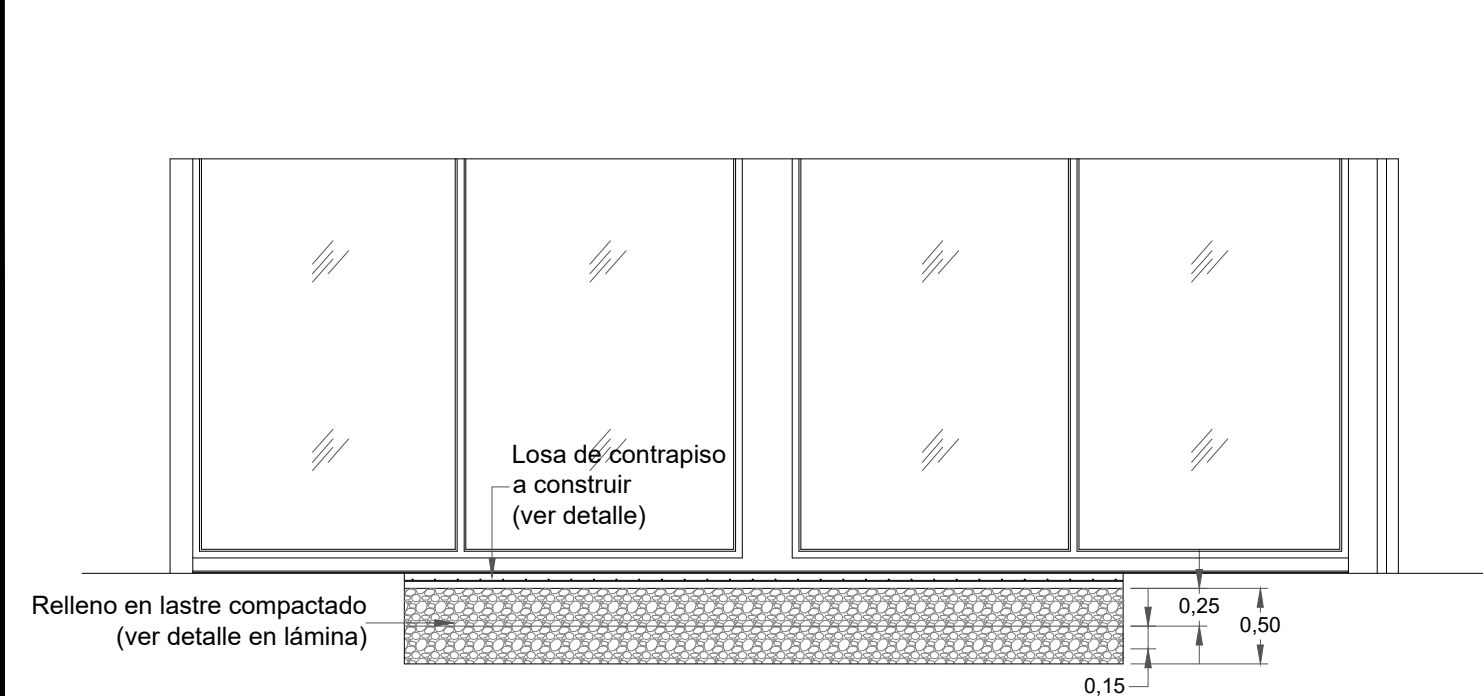 Losa de contrapiso
a construir
(ver detalle)
Relleno en lastre compactado
(ver detalle en lámina)
0,25
0,50
0,15